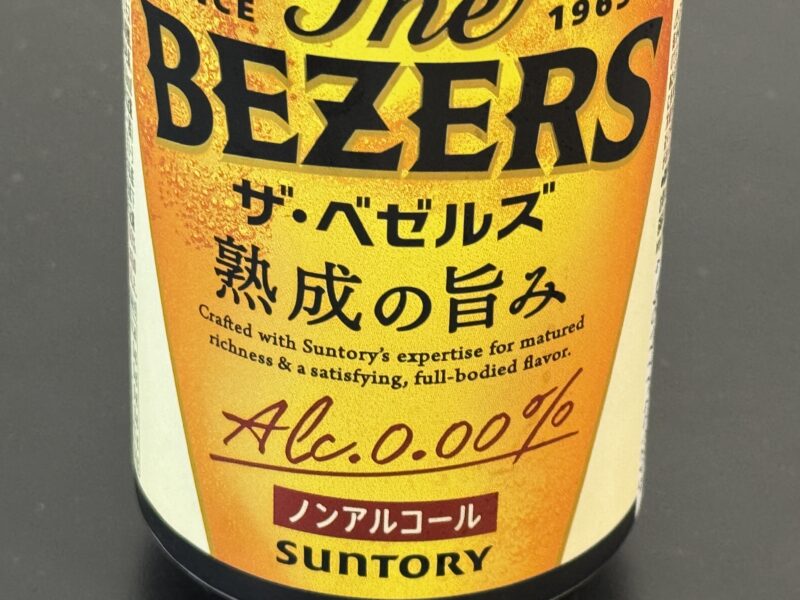 The
BEZERS
ザ・ベゼルズ
熟成の旨み
Crafted with Suntory's expertise for matured
richness & a satisfying, full-bodied flavor.
Alc.0.00%
ノンアルコール
SUNTORY